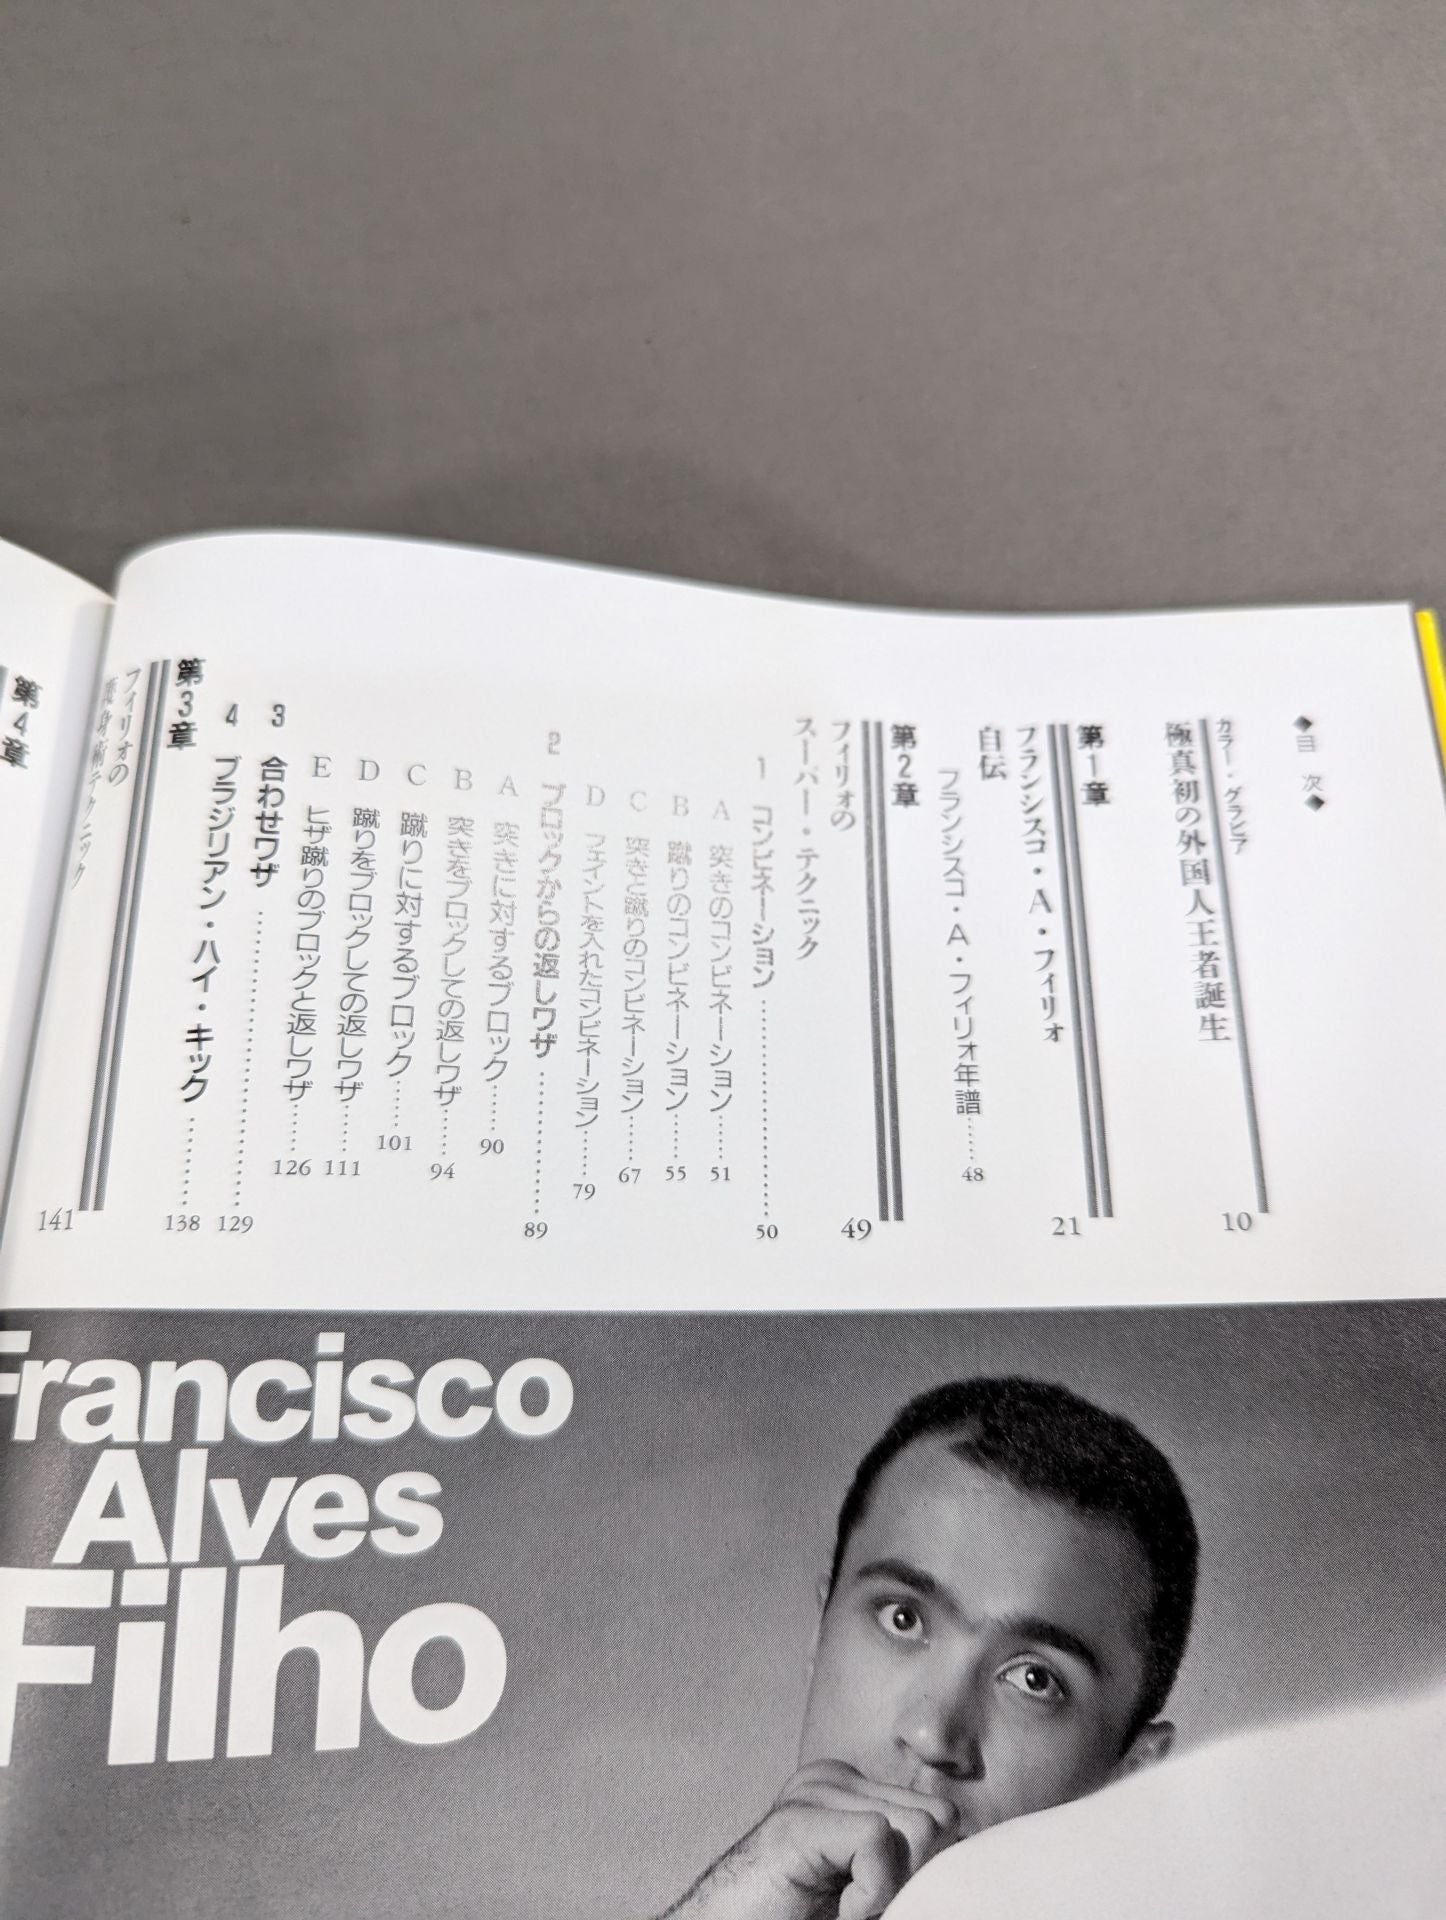 ◆目次◆
カラー・グラビア
極真初の外国人王者誕生
10
第1章
フランシスコ・A・フィリォ
自伝
21
フランシスコ・A・フィリォ年譜……48
第2章
フィリォの
スーパー・テクニック
49
1 コンビネーション……50
A 突きのコンビネーション……51
B 蹴りのコンビネーション……55
C 突きと蹴りのコンビネーション……67
D フェイントを入れたコンビネーション……79
2 ブロックからの返しワザ……89
A 突きに対するブロック……90
B 突きをブロックしての返しワザ……94
C 蹴りに対するブロック……101
D 蹴りをブロックしての返しワザ……111
E ヒザ蹴りのブロックと返しワザ……126
3 合わせワザ……129
4 ブラジリアン・ハイ・キック……138
第3章
フィリォの
護身術テクニック
141
第4章
Francisco
Alves
Filho